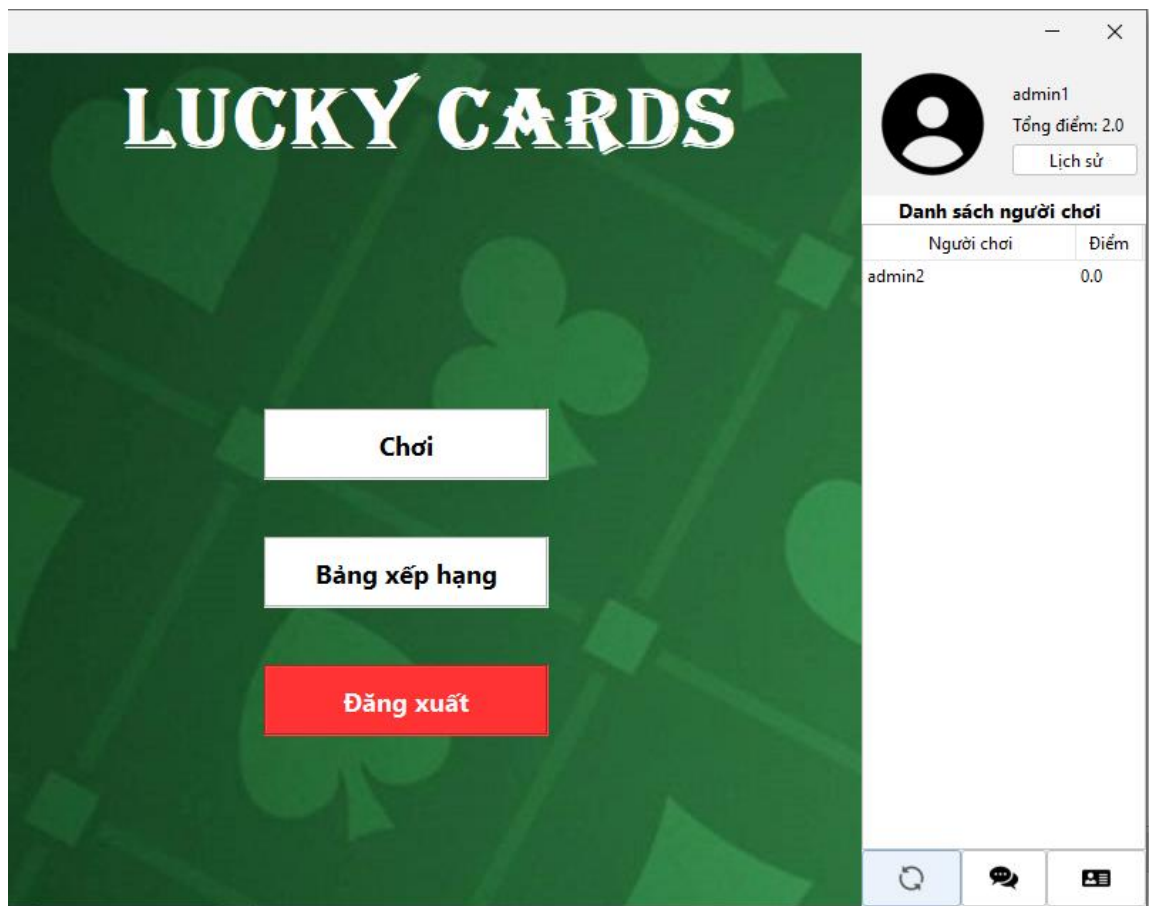 LUCKY CARDS
Chơi
Bảng xếp hạng
Đăng xuất
admin1
Tổng điểm: 2.0
Lịch sử
Danh sách người chơi
Người chơi Điểm
admin2 0.0